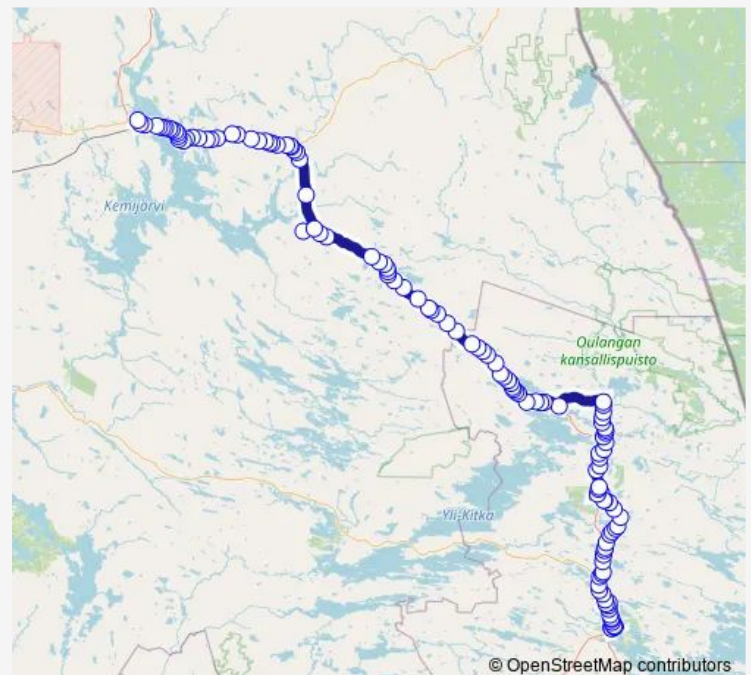 Kemijärvi
Oulangan
kansallispuisto
Yli-Kitka
© OpenStreetMap contributors